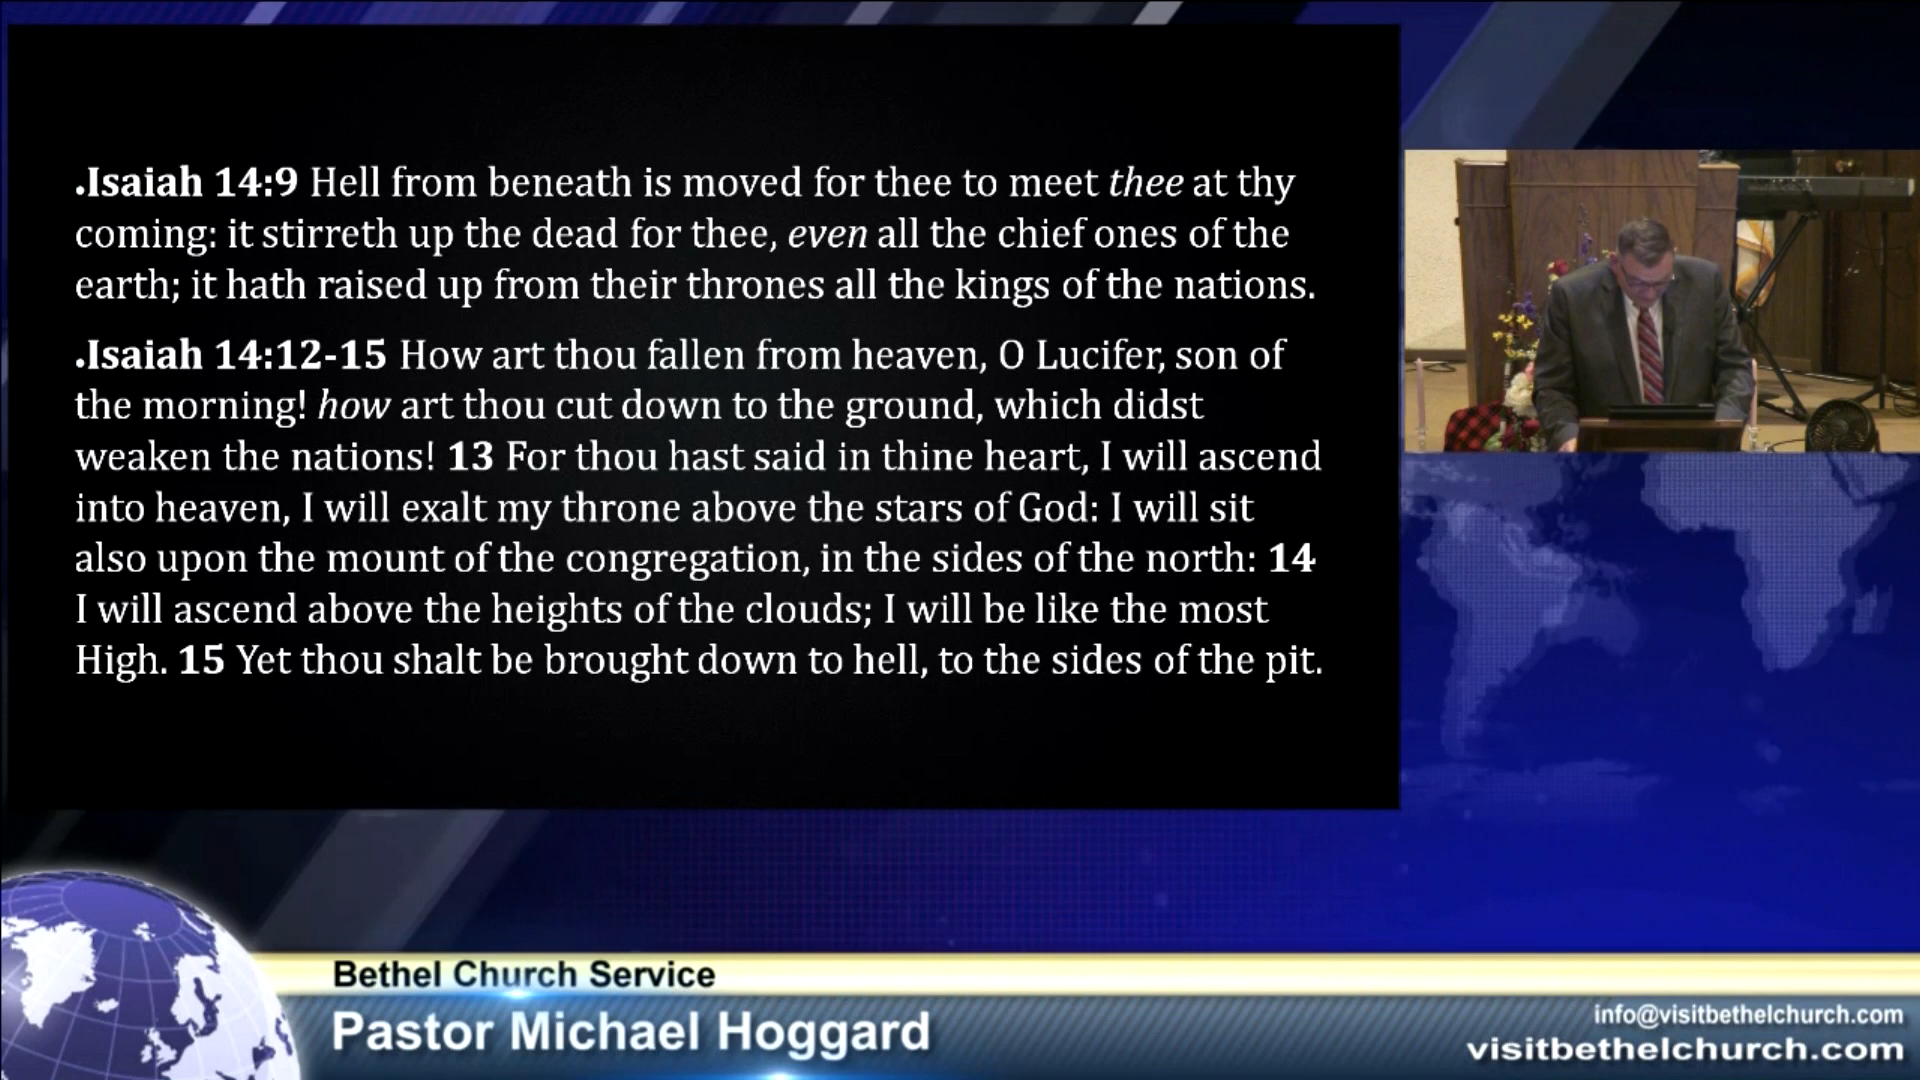 .Isaiah 14:9 Hell from beneath is moved for thee to meet thee at thy
coming: it stirreth up the dead for thee, even all the chief ones of the
earth; it hath raised up from their thrones all the kings of the nations.
.Isaiah 14:12-15 How art thou fallen from heaven, O Lucifer, son of
the morning! how art thou cut down to the ground, which didst
weaken the nations! 13 For thou hast said in thine heart, I will ascend
into heaven, I will exalt my throne above the stars of God: I will sit
also upon the mount of the congregation, in the sides of the north: 14
I will ascend above the heights of the clouds; I will be like the most
High. 15 Yet thou shalt be brought down to hell, to the sides of the pit.
Bethel Church Service
Pastor Michael Hoggard
info@visitbethelchurch.com
visitbethelchurch.com